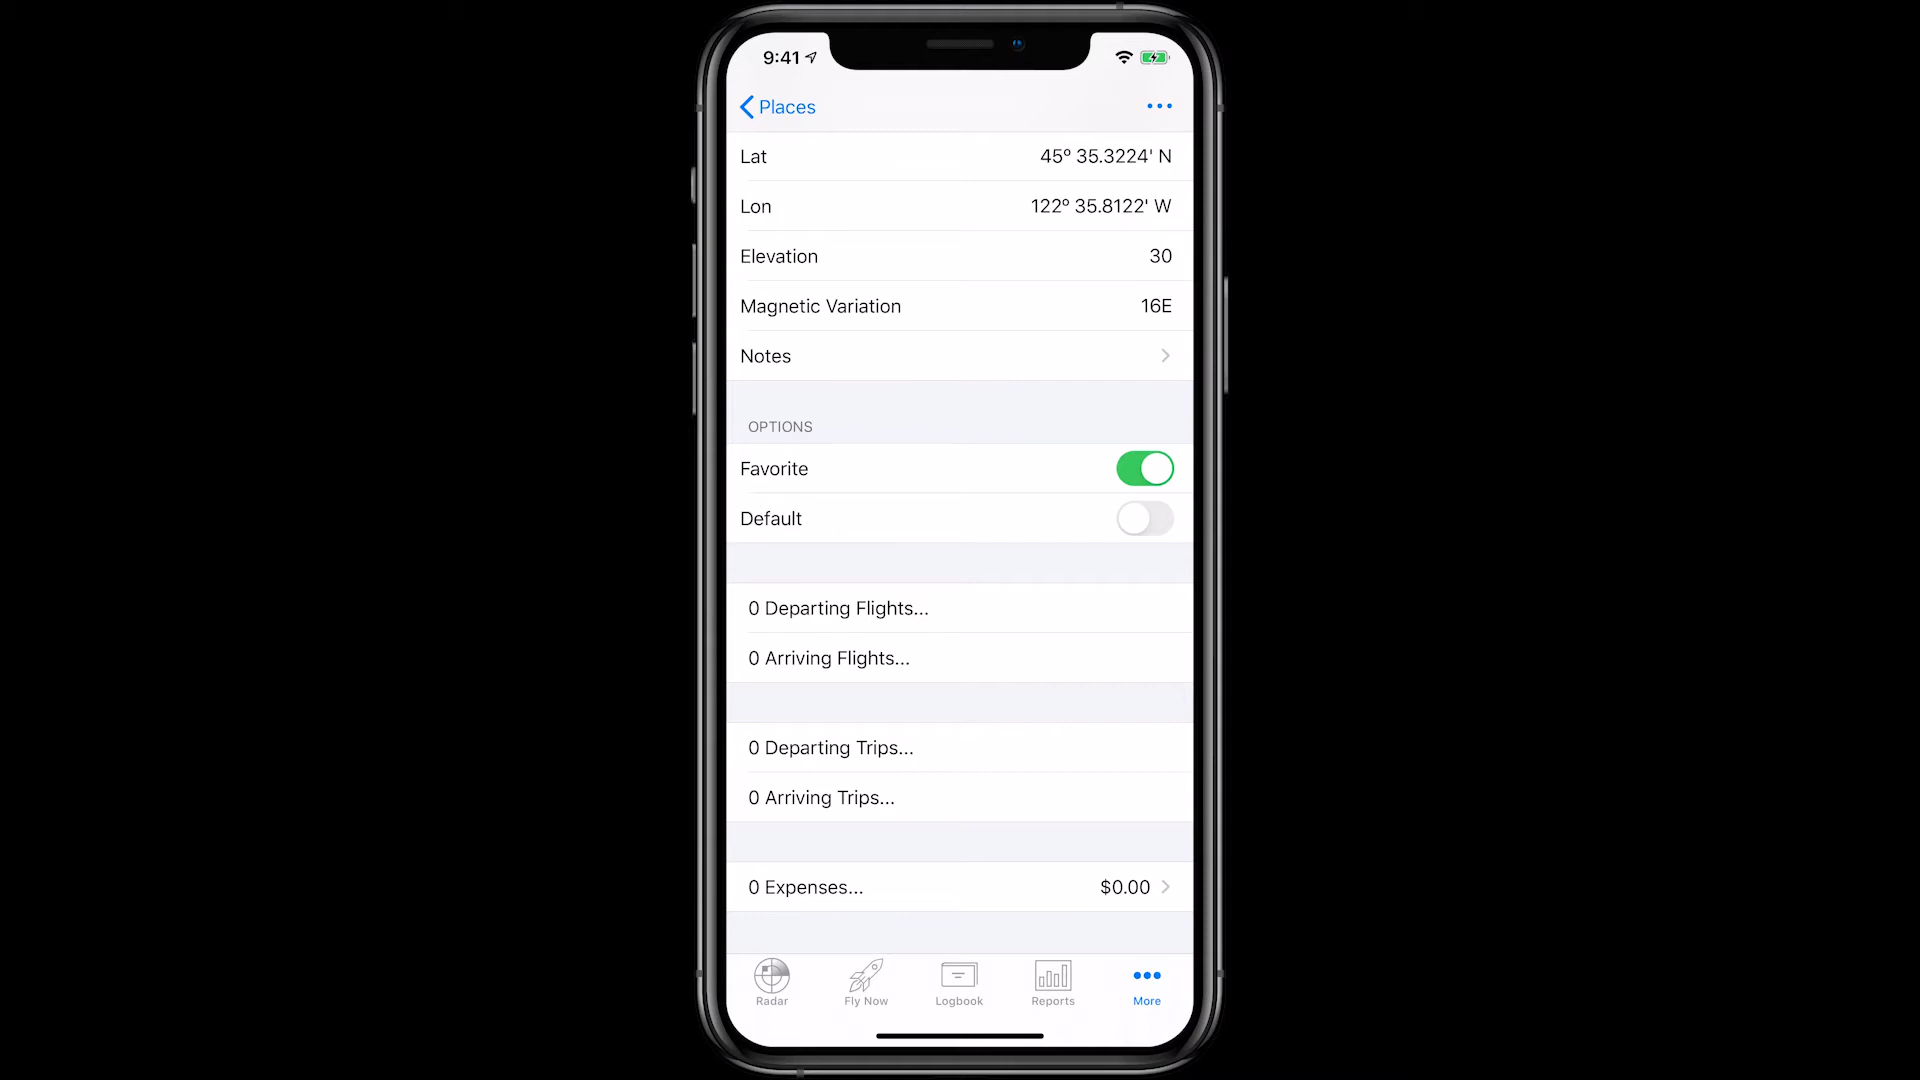 9:41
Places
Lat 45º 35.3224' N
Lon 122º 35.8122' W
Elevation 30
Magnetic Variation 16E
Notes
OPTIONS
Favorite
Default
0 Departing Flights...
0 Arriving Flights...
0 Departing Trips...
0 Arriving Trips...
0 Expenses... $0.00
Radar Fly Now Logbook Reports More